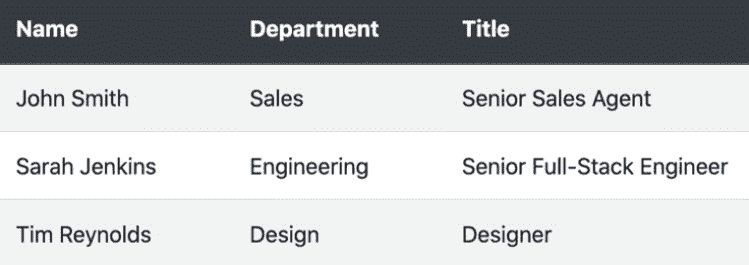 Name Department Title
John Smith Sales Senior Sales Agent
Sarah Jenkins Engineering Senior Full-Stack Engineer
Tim Reynolds Design Designer